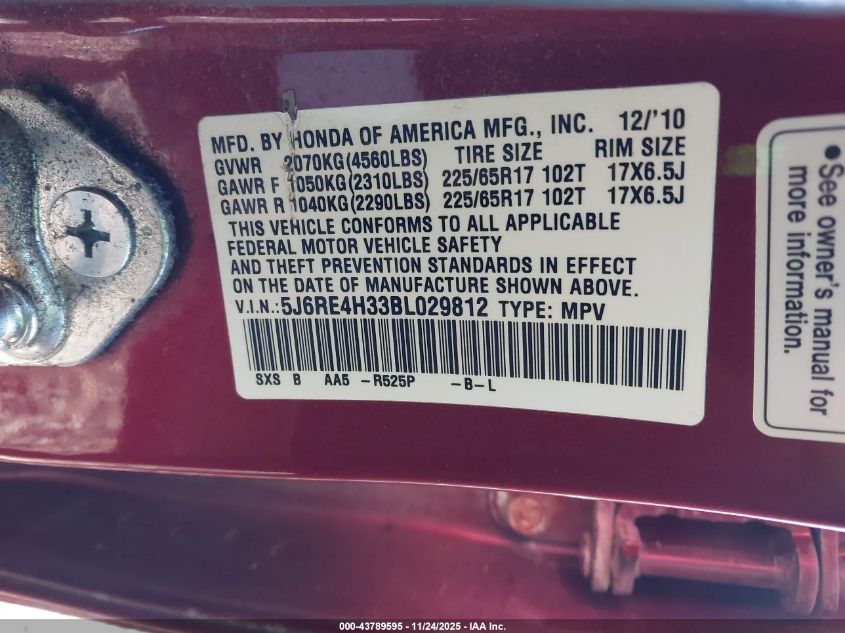 MFD. BY HONDA OF AMERICA MFG., INC. 12/'10
GVWR 2070KG(4560LBS) TIRE SIZE RIM SIZE
GAWR F 1050KG(2310LBS) 225/65R17 102T 17X6.5J
GAWR R 1040KG(2290LBS) 225/65R17 102T 17X6.5J
THIS VEHICLE CONFORMS TO ALL APPLICABLE
FEDERAL MOTOR VEHICLE SAFETY
AND THEFT PREVENTION STANDARDS IN EFFECT
ON THE DATE OF MANUFACTURE SHOWN ABOVE.
V.I.N.:5J6RE4H33BL029812 TYPE: MPV
SXS B AA5 -R525P -B-L
•See owner's manual for
more information.
000-43789595 - 11/24/2025 - IAA Inc.